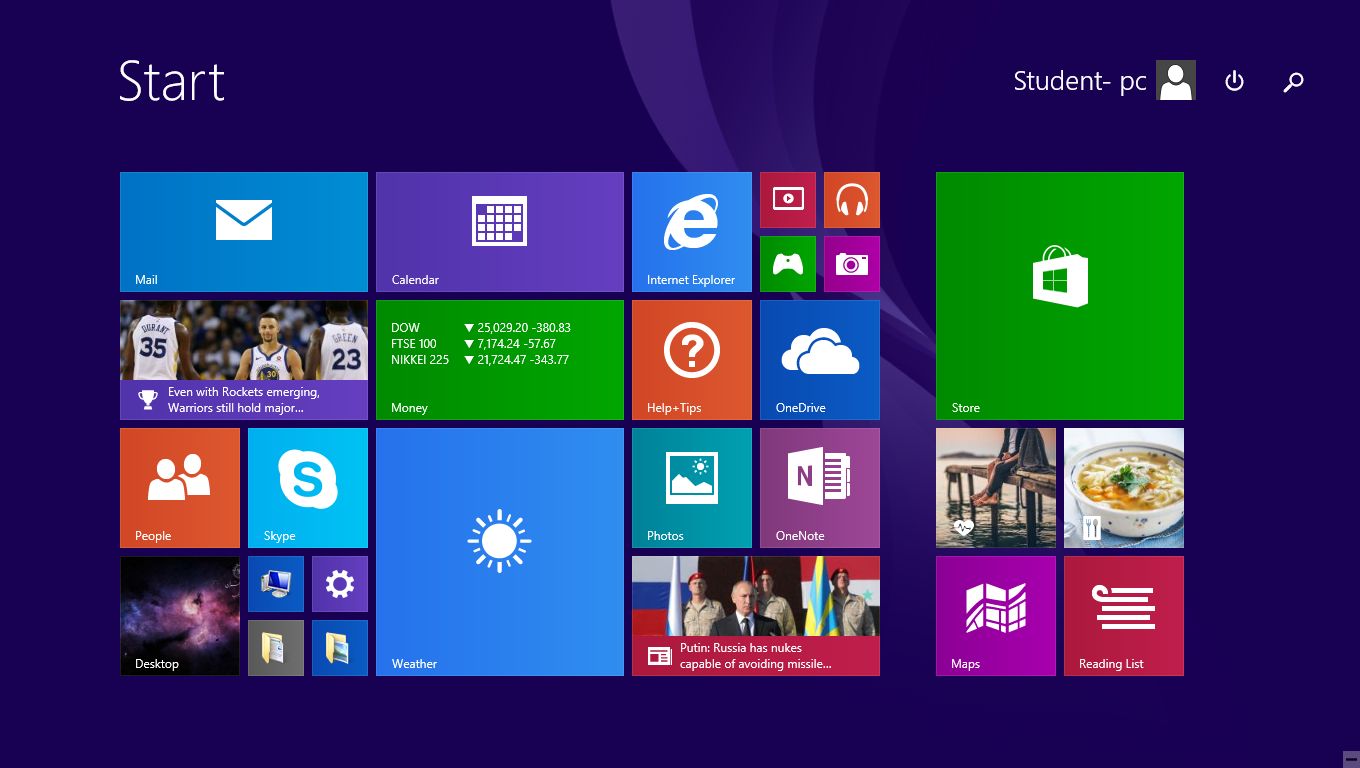 Start
Student- pc
Mail
Calendar
Internet Explorer
DURANT
35
30
GREEN
23
Even with Rockets emerging,
Warriors still hold major...
DOW ▼ 25,029.20 -380.83
FTSE 100 ▼ 7,174.24 -57.67
NIKKEI 225 ▼ 21,724.47 -343.77
Money
Help+Tips
OneDrive
Store
People
S
Skype
Weather
Photos
N
OneNote
Desktop
Putin: Russia has nukes
capable of avoiding missile...
Maps
Reading List